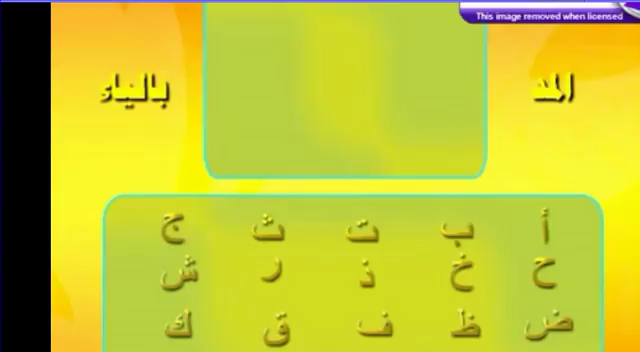 This image removed when licensed
المد بالياء
أ ب ت ث ج
ح خ ذ ر ش
ض ظ ف ق ك